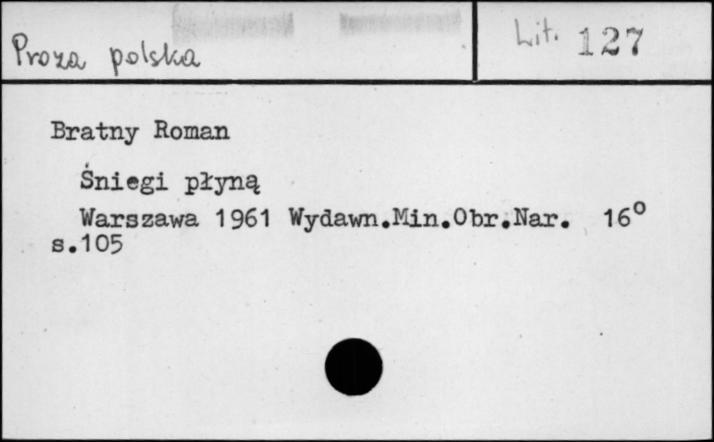 Proza polska
Lit. 127
Bratny Roman
Śniegi płyną
Warszawa 1961 Wydawn.Min.Obr.Nar. 16°
s.105